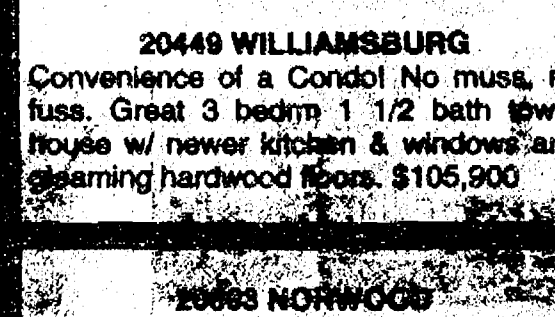 20449 WILLIAMSBURG
Convenience of a Condo! No muss,
fuss. Great 3 bedrm 1 1/2 bath tow
house w/ newer kitchen & windows a
gleaming hardwood floors. $105,900
NORWOOD